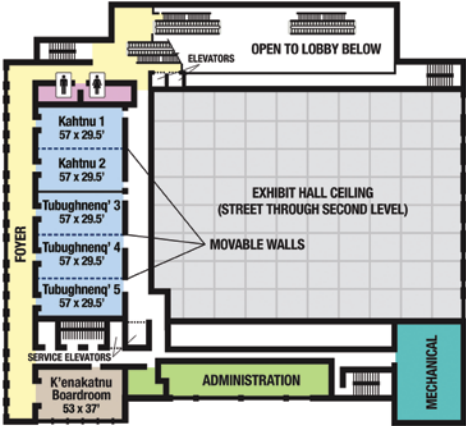 OPEN TO LOBBY BELOW
ELEVATORS
Kahtnu 1
57 x 29.5'
Kahtnu 2
57 x 29.5'
Tubughnenq' 3
57 x 29.5'
Tubughnenq' 4
57 x 29.5'
Tubughnenq' 5
57 x 29.5'
FOYER
EXHIBIT HALL CEILING
(STREET THROUGH SECOND LEVEL)
MOVABLE WALLS
SERVICE ELEVATORS
K'enakatnu
Boardroom
53 x 37'
ADMINISTRATION
MECHANICAL